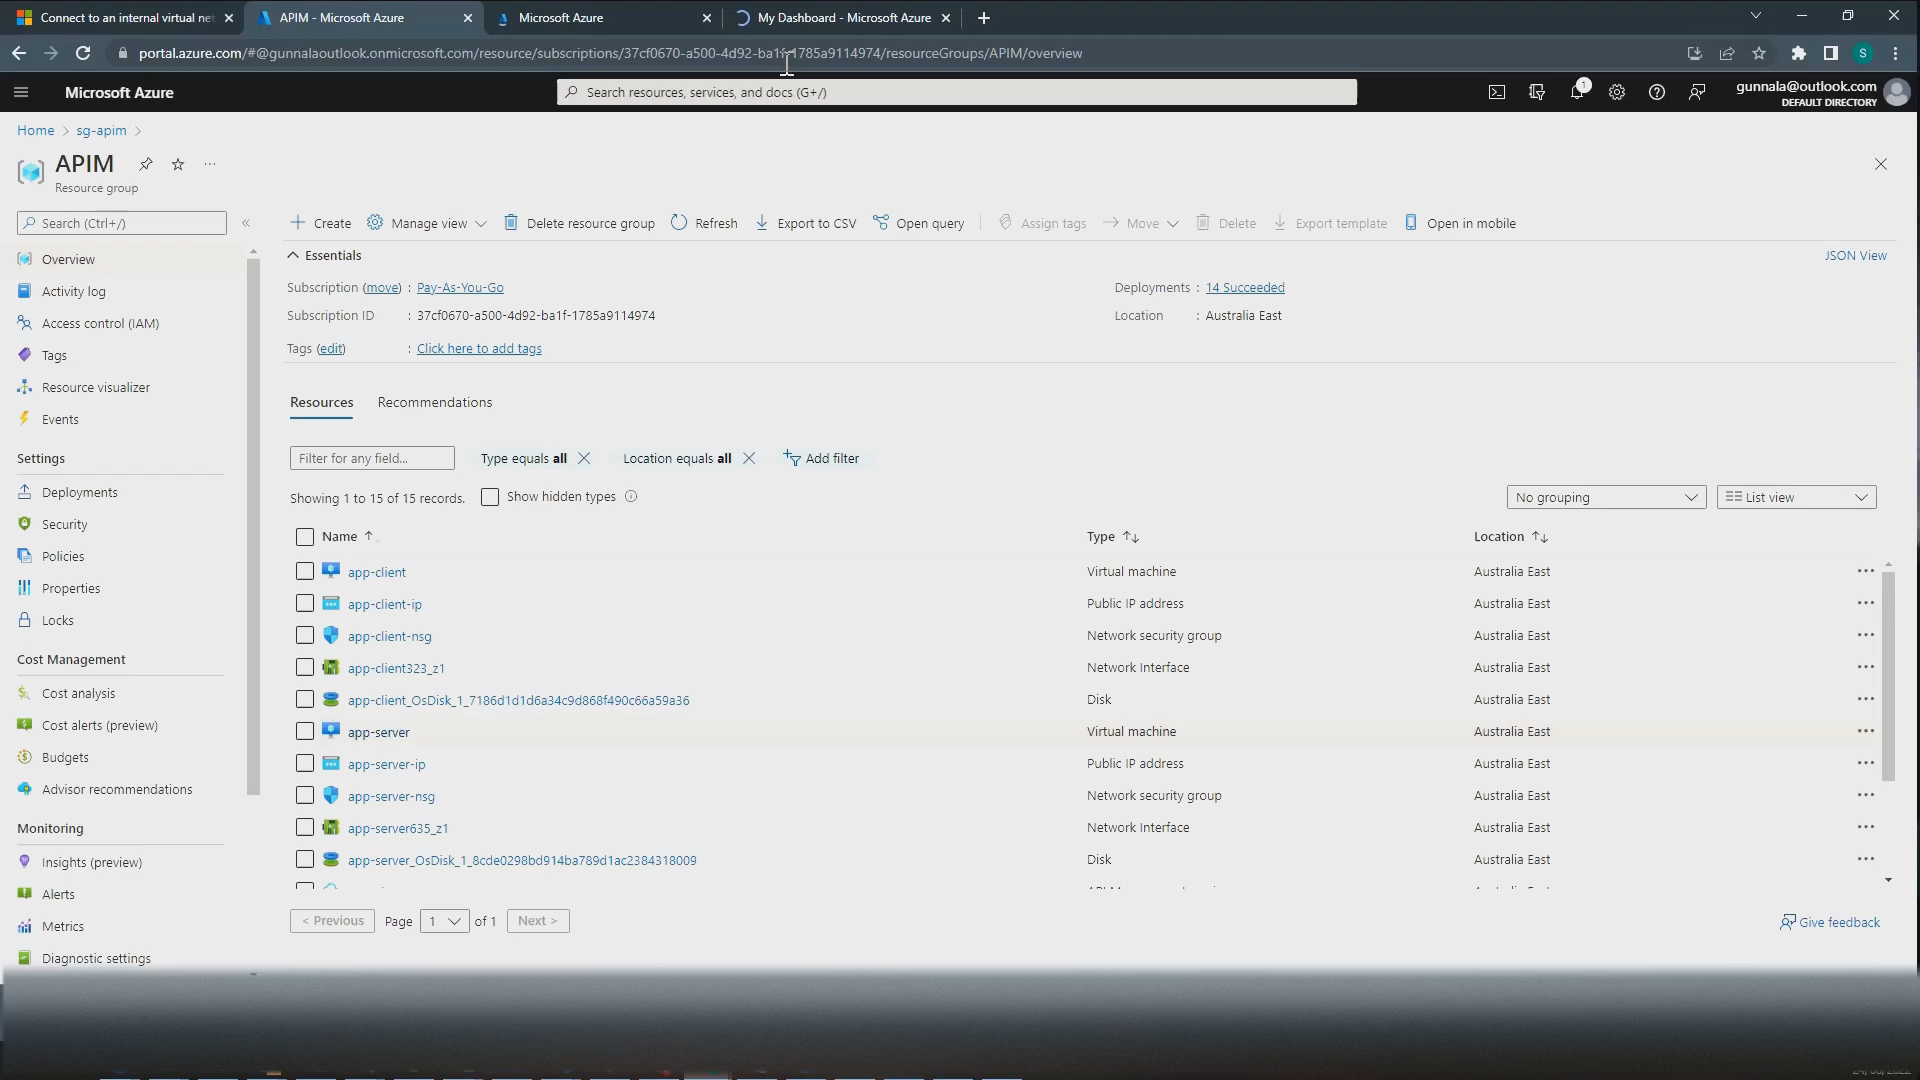 Connect to an internal virtual net
APIM - Microsoft Azure
Microsoft Azure
My Dashboard - Microsoft Azure
portal.azure.com/#@gunnalaoutlook.onmicrosoft.com/resource/subscriptions/37cf0670-a500-4d92-ba1f-1785a9114974/resourceGroups/APIM/overview
S
Microsoft Azure
Search resources, services, and docs (G+/)
1
gunnala@outlook.com
DEFAULT DIRECTORY
Home > sg-apim >
APIM
Resource group
Search (Ctrl+/)
Overview
Activity log
Access control (IAM)
Tags
Resource visualizer
Events
Settings
Deployments
Security
Policies
Properties
Locks
Cost Management
Cost analysis
Cost alerts (preview)
Budgets
Advisor recommendations
Monitoring
Insights (preview)
Alerts
Metrics
Diagnostic settings
Create
Manage view
Delete resource group
Refresh
Export to CSV
Open query
Assign tags
Move
Delete
Export template
Open in mobile
Essentials
JSON View
Subscription (move) : Pay-As-You-Go
Deployments : 14 Succeeded
Subscription ID : 37cf0670-a500-4d92-ba1f-1785a9114974
Location : Australia East
Tags (edit) : Click here to add tags
Resources Recommendations
Filter for any field...
Type equals all
Location equals all
Add filter
Showing 1 to 15 of 15 records.
Show hidden types
No grouping
List view
Name Type Location
app-client Virtual machine Australia East
app-client-ip Public IP address Australia East
app-client-nsg Network security group Australia East
app-client323_z1 Network Interface Australia East
app-client_OsDisk_1_7186d1d1d6a34c9d868f490c66a59a36 Disk Australia East
app-server Virtual machine Australia East
app-server-ip Public IP address Australia East
app-server-nsg Network security group Australia East
app-server635_z1 Network Interface Australia East
app-server_OsDisk_1_8cde0298bd914ba789d1ac2384318009 Disk Australia East
< Previous Page 1 of 1 Next >
Give feedback